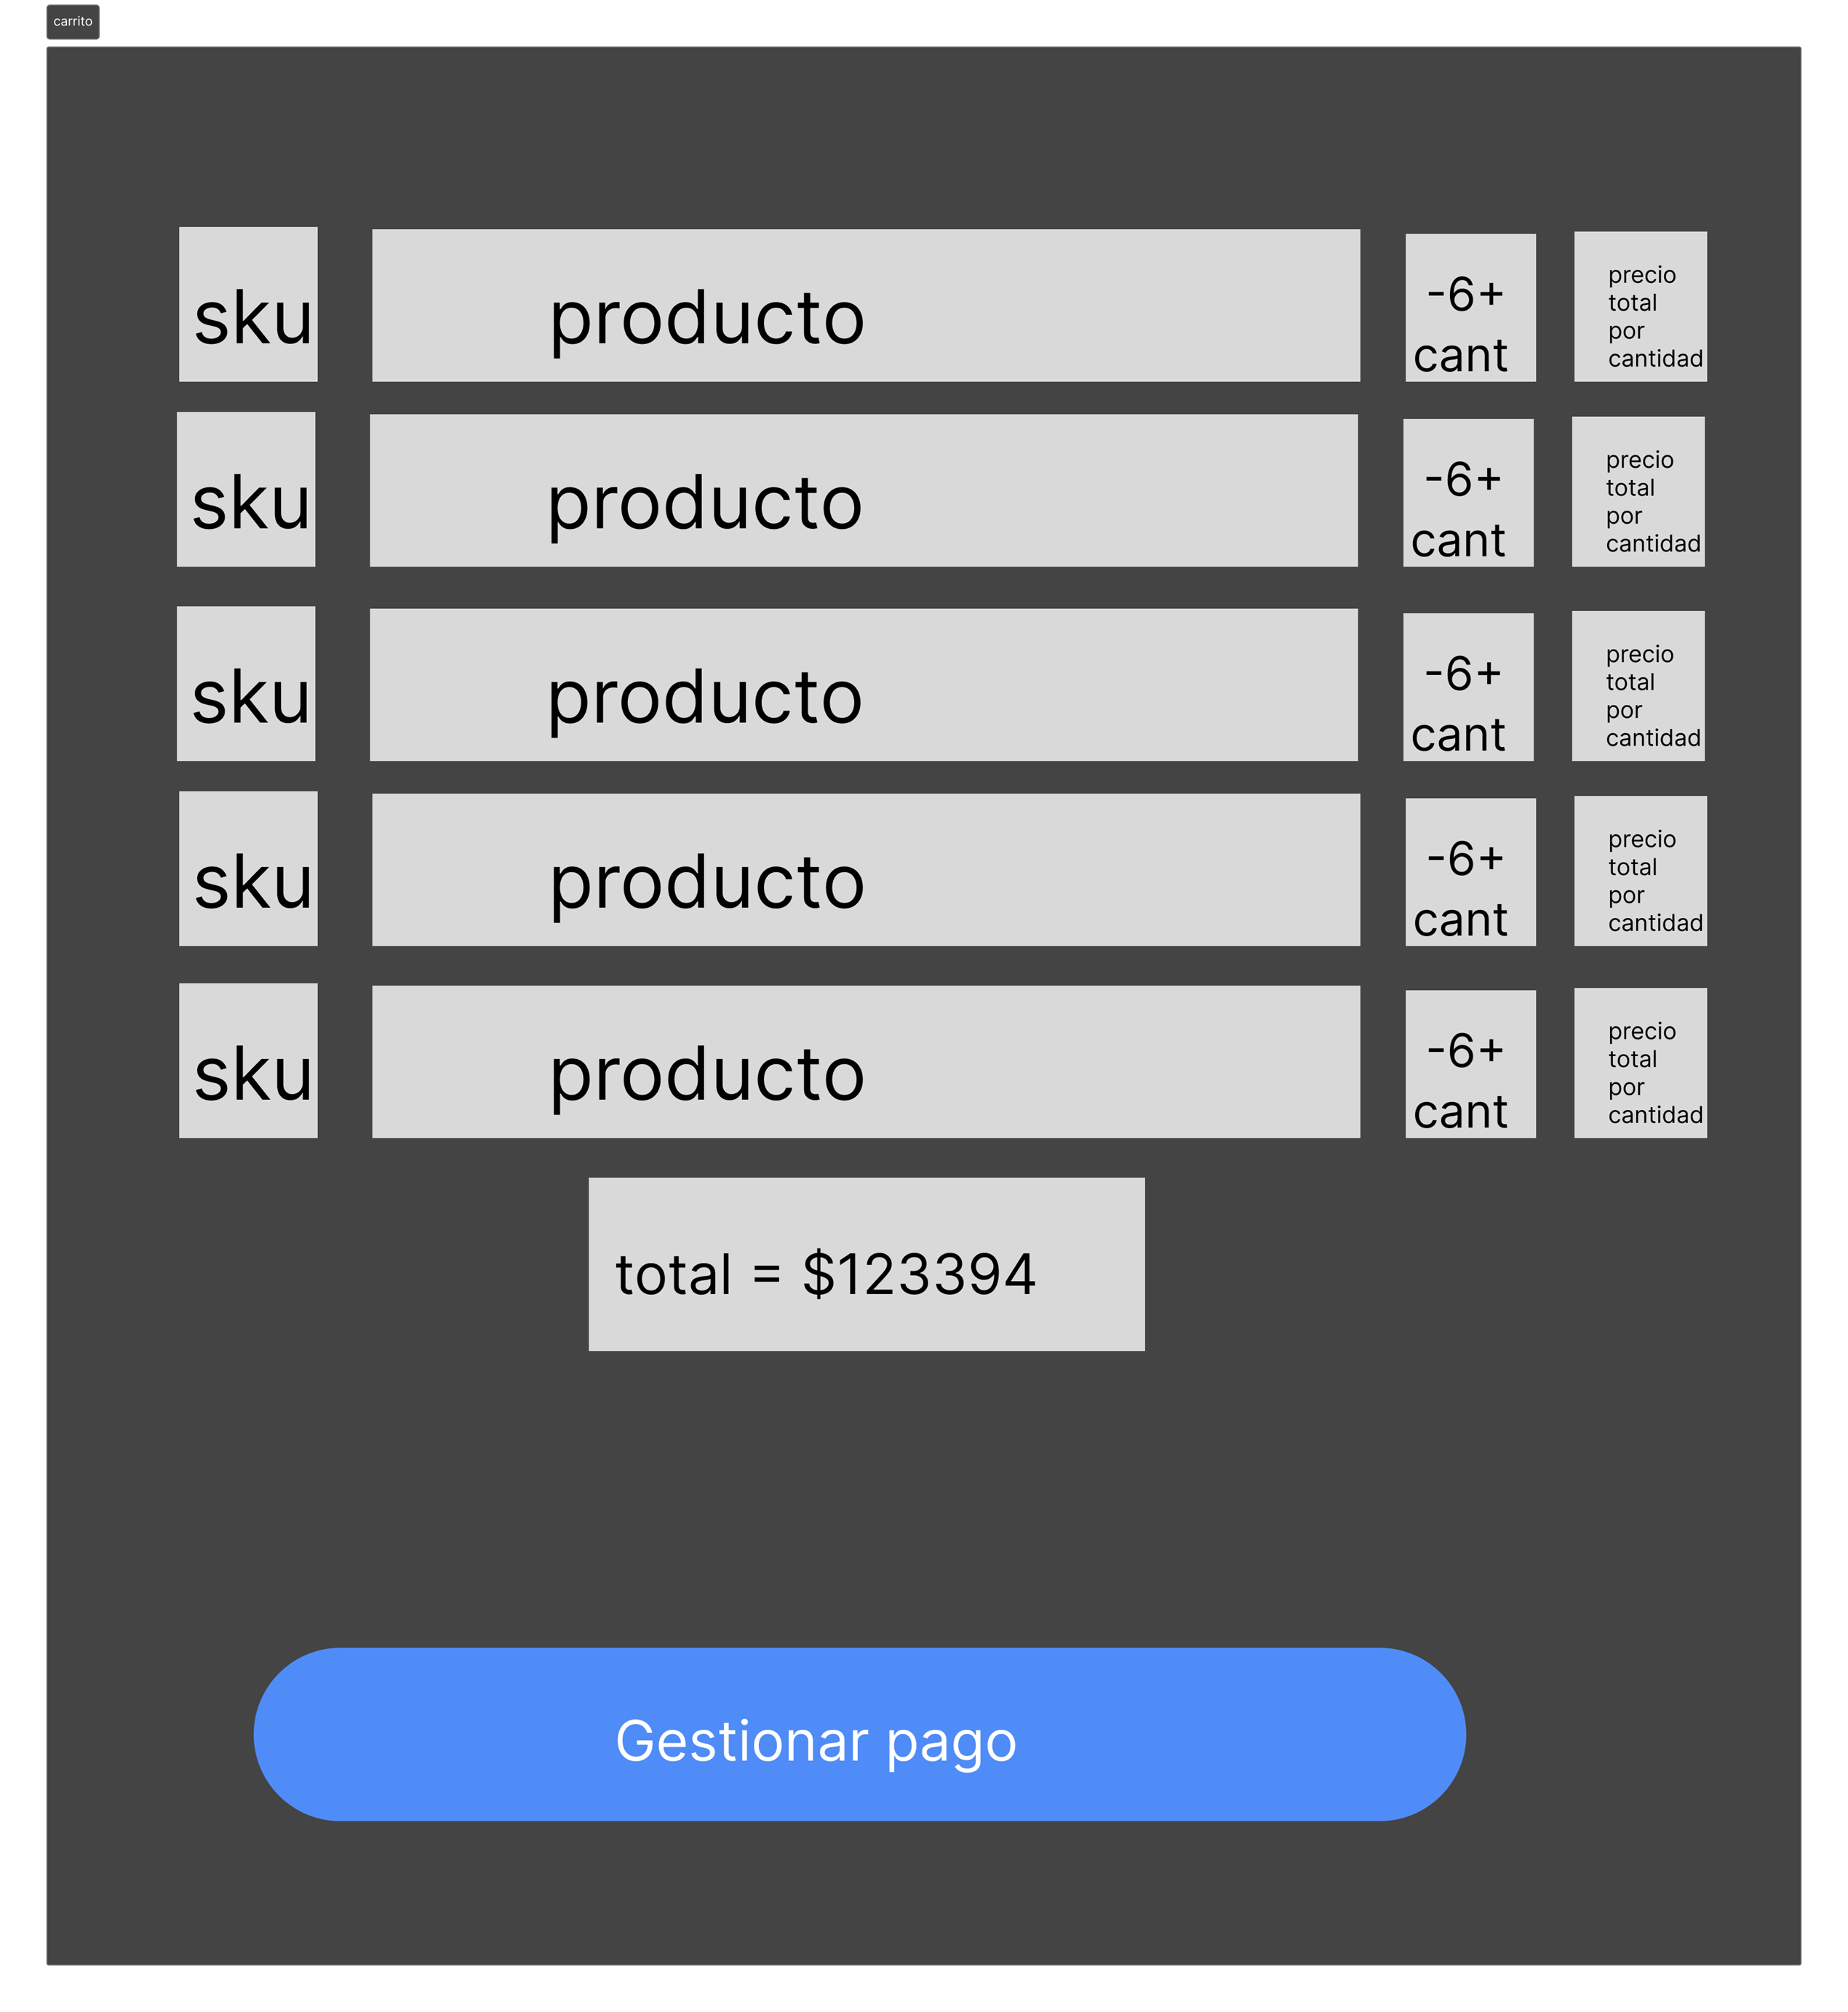 carrito
sku
producto
-6+
cant
precio
total
por
cantidad
sku
producto
-6+
cant
precio
total
por
cantidad
sku
producto
-6+
cant
precio
total
por
cantidad
sku
producto
-6+
cant
precio
total
por
cantidad
sku
producto
-6+
cant
precio
total
por
cantidad
total = $123394
Gestionar pago